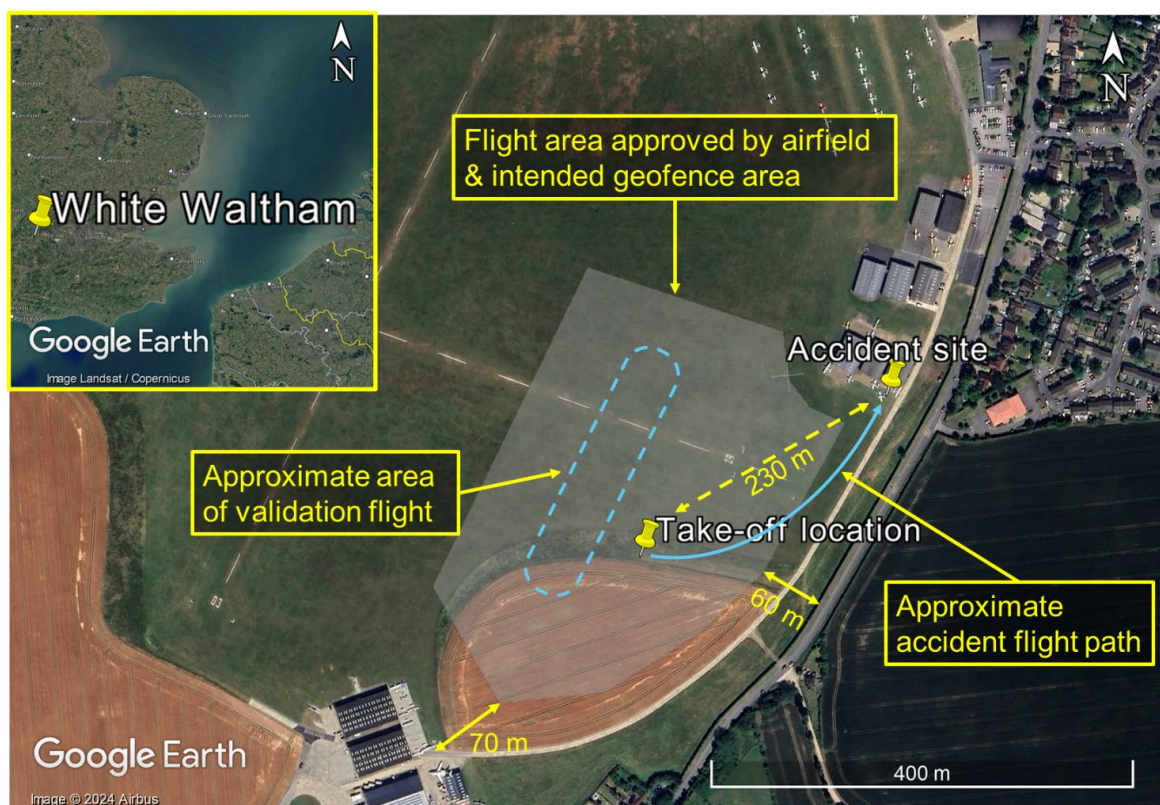 N
White Waltham
Google Earth
Image Landsat / Copernicus
N
Flight area approved by airfield
& intended geofence area
Accident site
230 m
Approximate area
of validation flight
Take-off location
60 m
Approximate
accident flight path
03
70 m
Google Earth
Image © 2024 Airbus
400 m